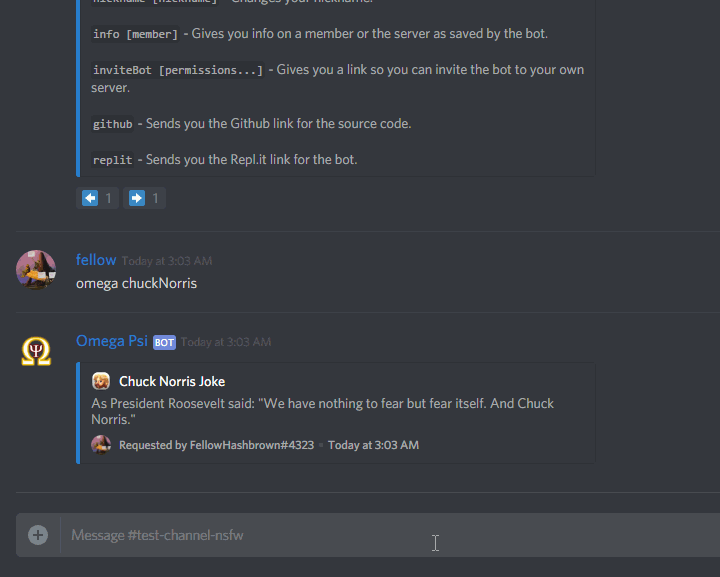 nickname [nickname] - Changes your nickname.
info [member] - Gives you info on a member or the server as saved by the bot.
inviteBot [permissions...] - Gives you a link so you can invite the bot to your own
server.
github - Sends you the Github link for the source code.
replit - Sends you the Repl.it link for the bot.
1 1
fellow Today at 3:03 AM
omega chuckNorris
Omega Psi BOT Today at 3:03 AM
Chuck Norris Joke
As President Roosevelt said: "We have nothing to fear but fear itself. And Chuck
Norris."
Requested by FellowHashbrown#4323 • Today at 3:03 AM
Message #test-channel-nsfw